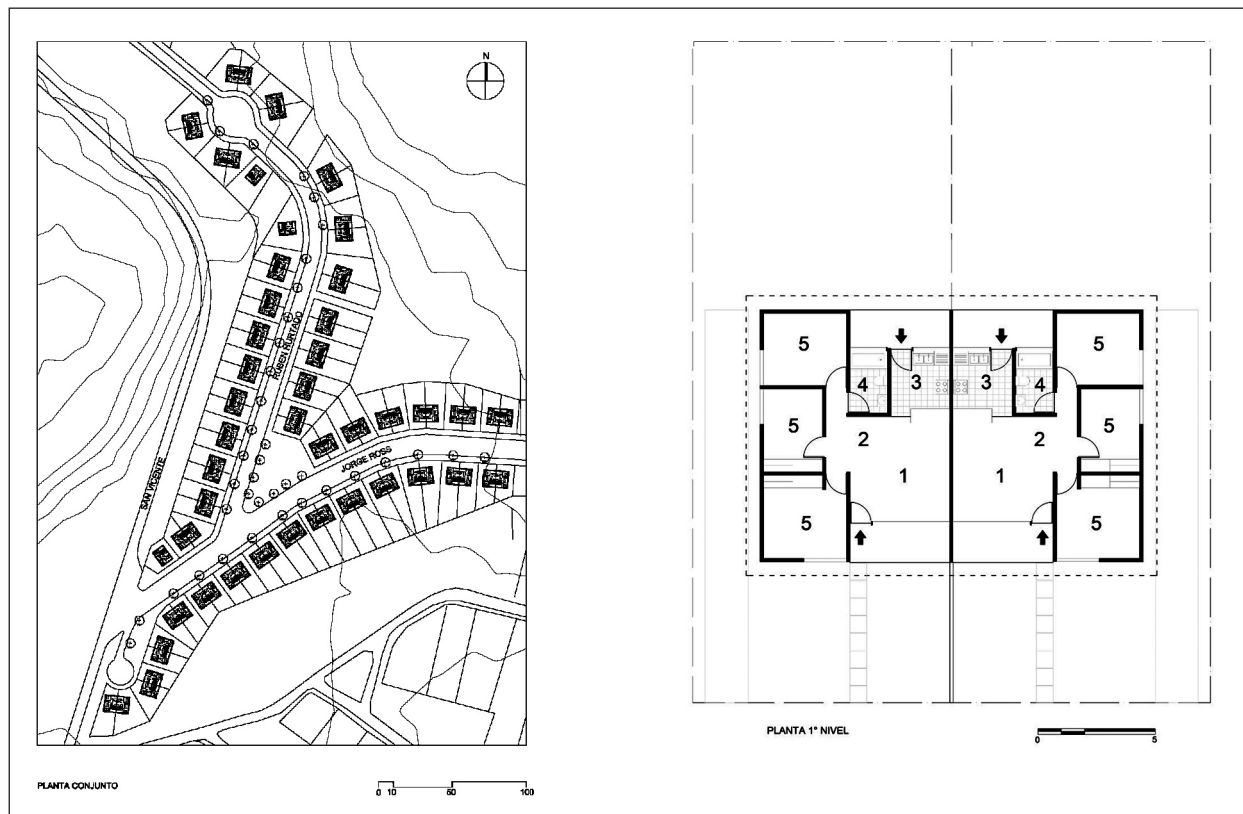 N
SAN VICENTE
RUBEN HURTADO
JORGE ROSS
PLANTA CONJUNTO
0 10 50 100
5 3 3 5
4 4
5 2 2 5
1 1
5 5
PLANTA 1° NIVEL
0 5